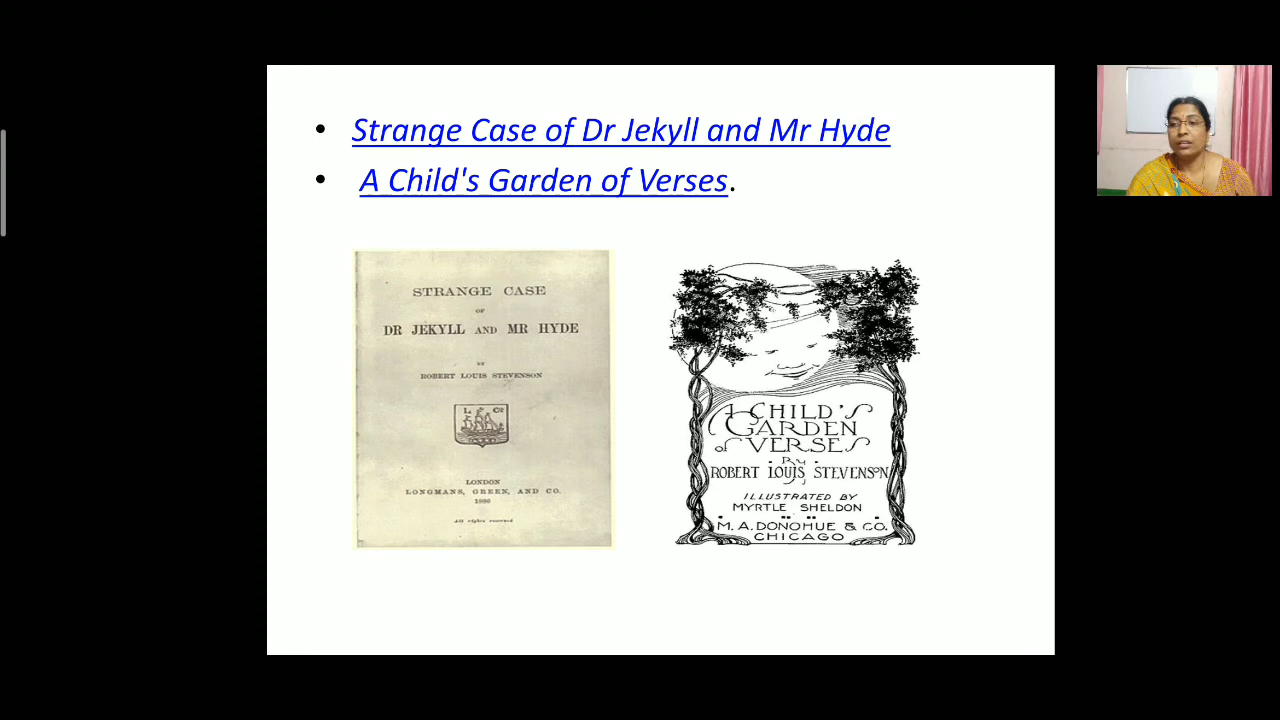 • Strange Case of Dr Jekyll and Mr Hyde
• A Child's Garden of Verses.
STRANGE CASE
OF
DR JEKYLL AND MR HYDE
BY
ROBERT LOUIS STEVENSON
L Co
LONDON
LONGMANS, GREEN, AND CO.
1886
All rights reserved
A CHILD'S
GARDEN
of VERSES
By
ROBERT LOUIS STEVENSON
ILLUSTRATED BY
MYRTLE SHELDON
M. A. DONOHUE & CO.
CHICAGO